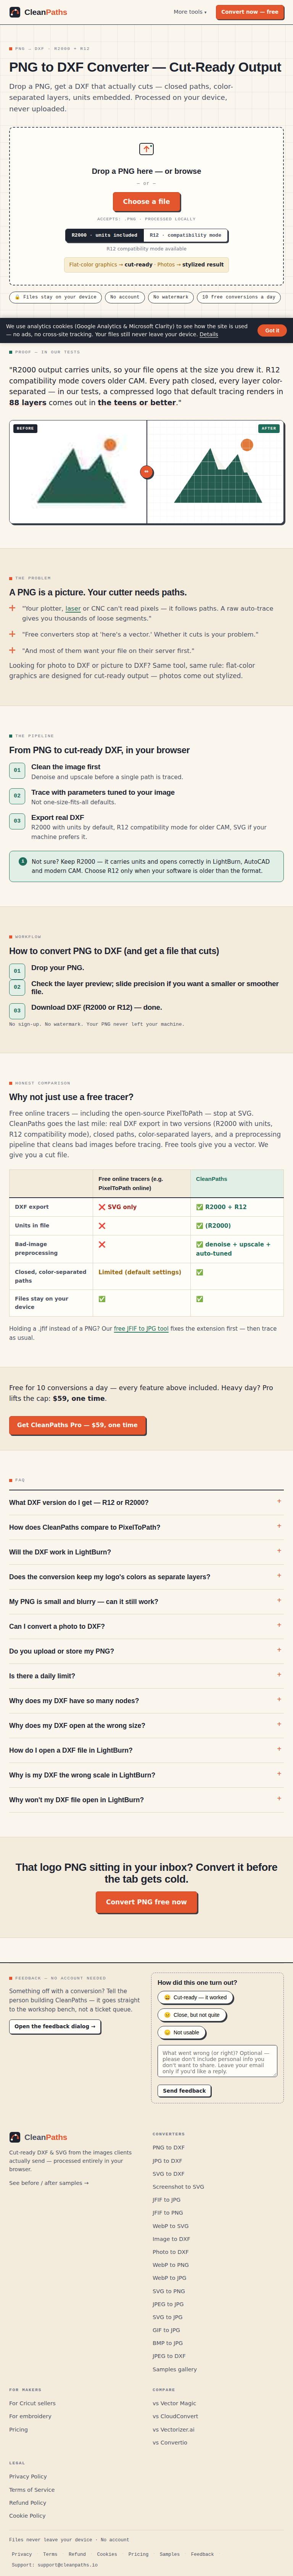 CleanPaths
More tools ▾
Convert now — free
PNG → DXF · R2000 + R12
PNG to DXF Converter — Cut-Ready Output
Drop a PNG, get a DXF that actually cuts — closed paths, color-
separated layers, units embedded. Processed on your device,
never uploaded.
Drop a PNG here — or browse
— or —
Choose a file
ACCEPTS: .PNG · PROCESSED LOCALLY
R2000 · units included
R12 · compatibility mode
R12 compatibility mode available
Flat-color graphics → cut-ready · Photos → stylized result
🔒 Files stay on your device
No account
No watermark
10 free conversions a day
We use analytics cookies (Google Analytics & Microsoft Clarity) to see how the site is used
— no ads, no cross-site tracking. Your files never leave your device. Details
Got it
PROOF — IN OUR TESTS
"R2000 output carries units, so your file opens at the size you drew it. R12
compatibility mode covers older CAM. Every path closed, every layer color-
separated — in our tests, a compressed logo that default tracing renders in
88 layers comes out in the teens or better."
BEFORE
AFTER
THE PROBLEM
A PNG is a picture. Your cutter needs paths.
"Your plotter, laser or CNC can't read pixels — it follows paths. A raw auto-trace
gives you thousands of loose segments."
"Free converters stop at 'here's a vector.' Whether it cuts is your problem."
"And most of them want your file on their server first."
Looking for photo to DXF or picture to DXF? Same tool, same rule: flat-color
graphics are designed for cut-ready output — photos come out stylized.
THE PIPELINE
From PNG to cut-ready DXF, in your browser
01
Clean the image first
Denoise and upscale before a single path is traced.
02
Trace with parameters tuned to your image
Not one-size-fits-all defaults.
03
Export real DXF
R2000 with units by default, R12 compatibility mode for older CAM, SVG if your
machine prefers it.
Not sure? Keep R2000 — it carries units and opens correctly in LightBurn, AutoCAD
and modern CAM. Choose R12 only when your software is older than the format.
WORKFLOW
How to convert PNG to DXF (and get a file that cuts)
01
Drop your PNG.
02
Check the layer preview; slide precision if you want a smaller or smoother
file.
03
Download DXF (R2000 or R12) — done.
No sign-up. No watermark. Your PNG never left your machine.
HONEST COMPARISON
Why not just use a free tracer?
Free online tracers — including the open-source PixelToPath — stop at SVG.
CleanPaths goes the last mile: real DXF export in two versions (R2000 with units,
R12 compatibility mode), closed paths, color-separated layers, and a preprocessing
pipeline that cleans bad images before tracing. Free tools give you a vector. We
give you a cut file.
Free online tracers (e.g.
PixelToPath online)
CleanPaths
DXF export
❌ SVG only
✅ R2000 + R12
Units in file
❌
✅ (R2000)
Bad-image
preprocessing
❌
✅ denoise + upscale +
auto-tuned
Closed, color-separated
paths
Limited (default settings)
✅
Files stay on your
device
✅
✅
Holding a .jfif instead of a PNG? Our free JFIF to JPG tool fixes the extension first — then trace
as usual.
Free for 10 conversions a day — every feature above included. Heavy day? Pro
lifts the cap: $59, one time.
Get CleanPaths Pro — $59, one time
FAQ
What DXF version do I get — R12 or R2000?
+
How does CleanPaths compare to PixelToPath?
+
Will the DXF work in LightBurn?
+
Does the conversion keep my logo's colors as separate layers?
+
My PNG is small and blurry — can it still work?
+
Can I convert a photo to DXF?
+
Do you upload or store my PNG?
+
Is there a daily limit?
+
Why does my DXF have so many nodes?
+
Why does my DXF open at the wrong size?
+
How do I open a DXF file in LightBurn?
+
Why is my DXF the wrong scale in LightBurn?
+
Why won't my DXF file open in LightBurn?
+
That logo PNG sitting in your inbox? Convert it before
the tab gets cold.
Convert PNG free now
FEEDBACK — NO ACCOUNT NEEDED
Something off with a conversion? Tell the
person building CleanPaths — it goes straight
to the workshop bench, not a ticket queue.
Open the feedback dialog →
How did this one turn out?
Cut-ready — it worked
Close, but not quite
Not usable
What went wrong (or right)? Optional —
please don't include personal info you
don't want to share. Leave your email
only if you'd like a reply.
Send feedback
CleanPaths
Cut-ready DXF & SVG from the images clients
actually send — processed entirely in your
browser.
See before / after samples →
CONVERTERS
PNG to DXF
JPG to DXF
SVG to DXF
Screenshot to SVG
JFIF to JPG
JFIF to PNG
WebP to SVG
Image to DXF
Photo to DXF
WebP to PNG
WebP to JPG
SVG to PNG
JPEG to JPG
SVG to JPG
GIF to JPG
BMP to JPG
JPEG to DXF
Samples gallery
FOR MAKERS
For Cricut sellers
For embroidery
Pricing
COMPARE
vs Vector Magic
vs CloudConvert
vs Vectorizer.ai
vs Convertio
LEGAL
Privacy Policy
Terms of Service
Refund Policy
Cookie Policy
Files never leave your device · No account
Privacy
Terms
Refund
Cookies
Pricing
Samples
Feedback
Support: support@cleanpaths.io